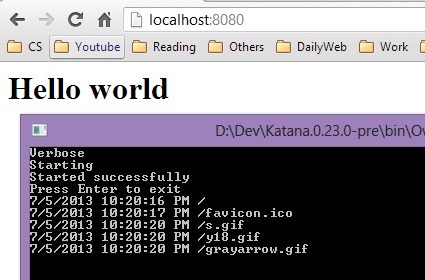 localhost:8080
CS Youtube Reading Others DailyWeb Work
Hello world
D:\Dev\Katana.0.23.0-pre\bin\Ow
Verbose
Starting
Started successfully
Press Enter to exit
7/5/2013 10:20:16 PM /
7/5/2013 10:20:17 PM /favicon.ico
7/5/2013 10:20:20 PM /s.gif
7/5/2013 10:20:20 PM /y18.gif
7/5/2013 10:20:20 PM /grayarrow.gif